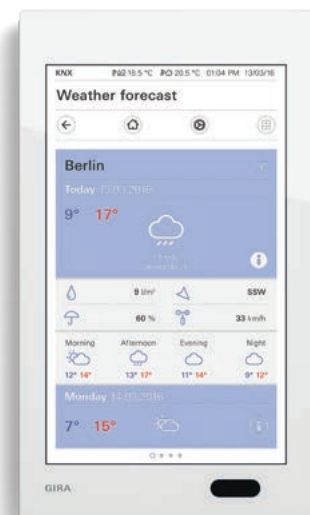 KNX 18.5 °C 20.5 °C 01:04 PM 13/03/16
Weather forecast
Berlin
Today 13.03.2016
9° 17°
9 l/m² SSW
60 % 33 km/h
Morning Afternoon Evening Night
12° 14° 13° 17° 11° 14° 9° 12°
Monday 14.03.2016
7° 15°
GIRA